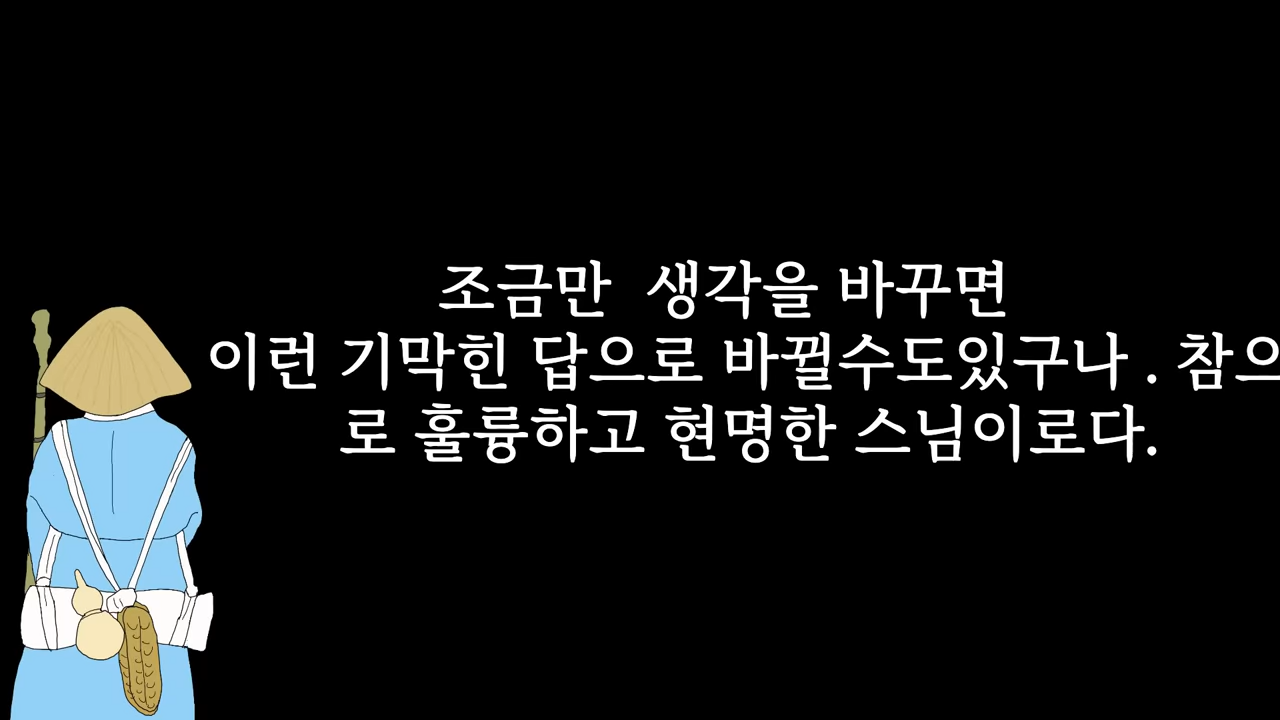 조금만  생각을 바꾸면
이런 기막힌 답으로 바뀔수도있구나 . 참으
로 훌륭하고 현명한 스님이로다.